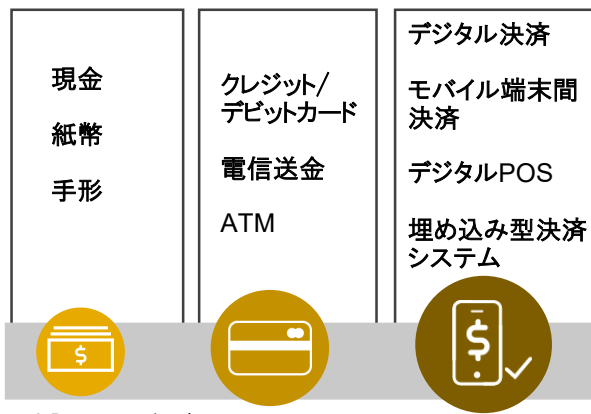 現金
紙幣
手形
クレジット/
デビットカード
電信送金
ATM
デジタル決済
モバイル端末間
決済
デジタルPOS
埋め込み型決済
システム
$
$